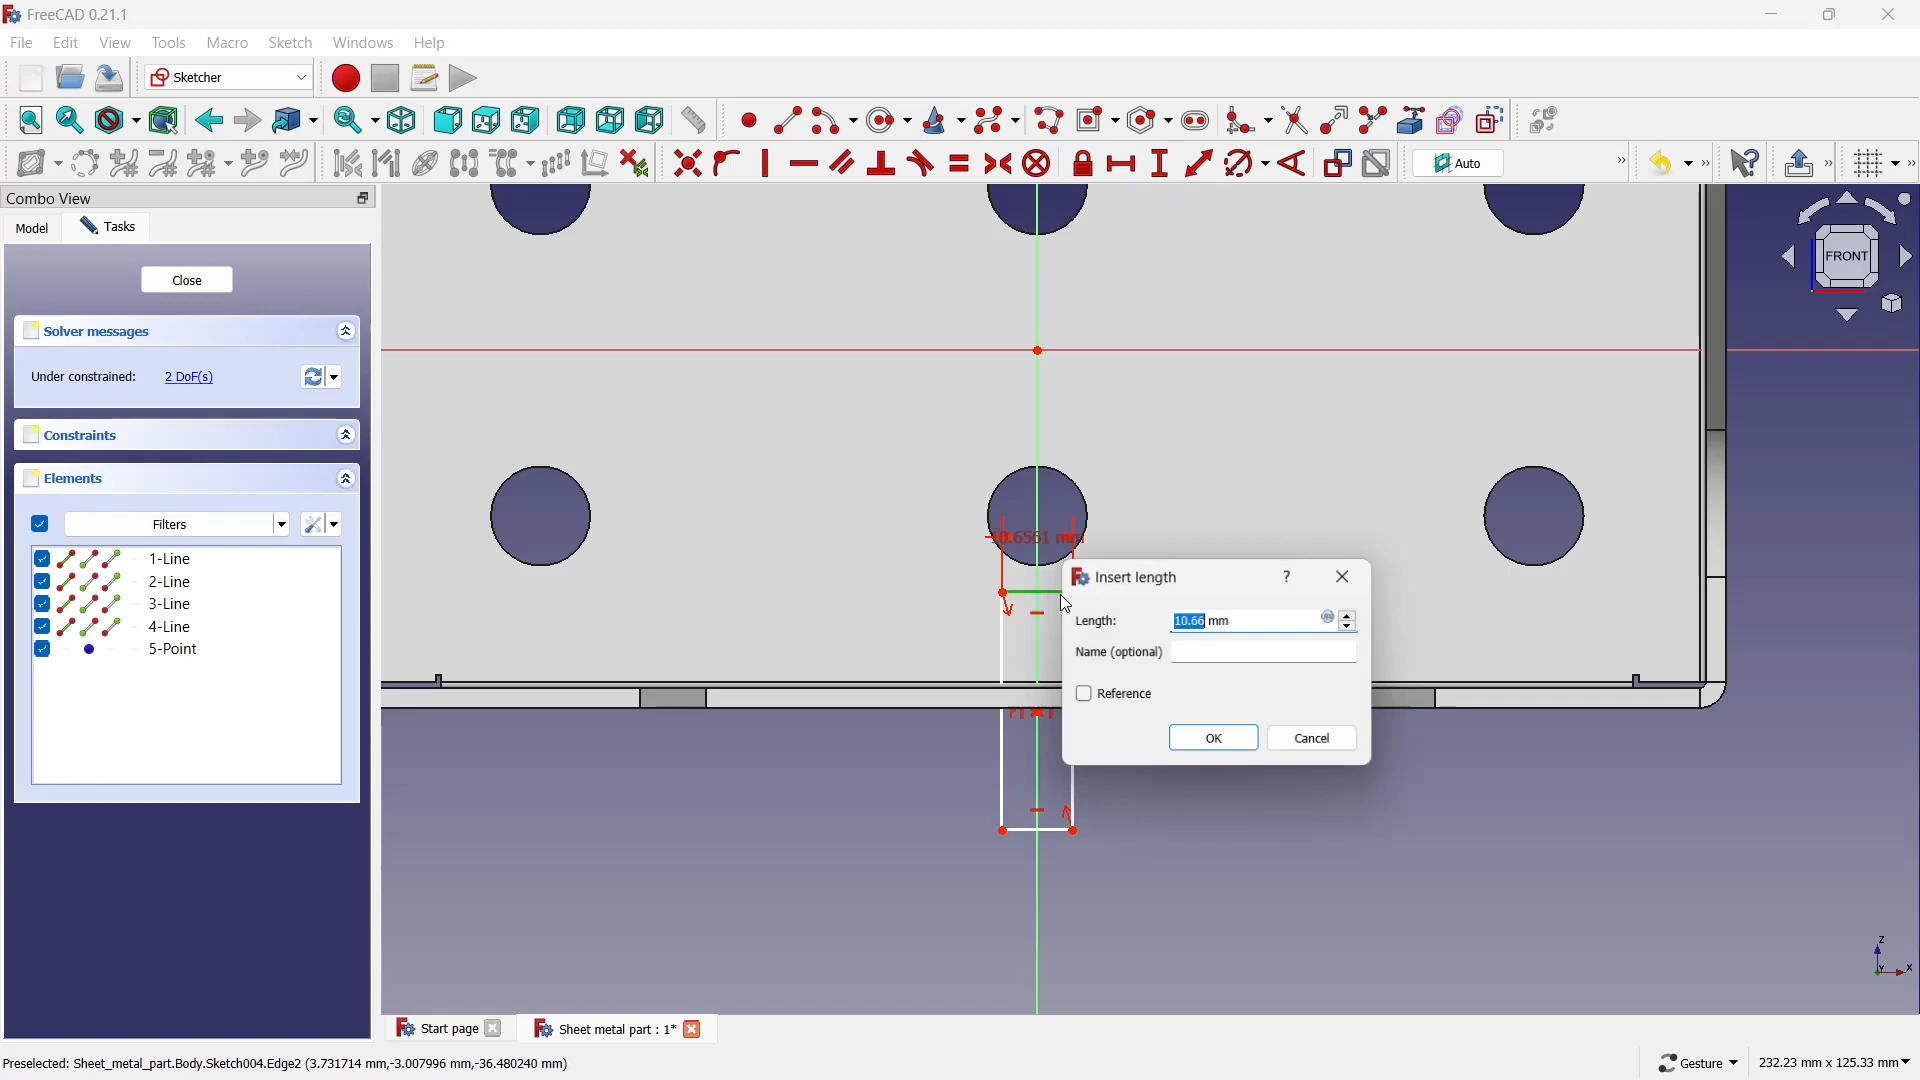 FreeCAD 0.21.1
File Edit View Tools Macro Sketch Windows Help
Sketcher
Auto
Combo View
Model Tasks
Close
Solver messages
Under constrained: 2 DoF(s)
Constraints
Elements
Filters
1-Line
2-Line
3-Line
4-Line
5-Point
FRONT
Insert length ?
Length: 10.66 mm
Name (optional)
Reference
OK Cancel
Z
Y X
Start page Sheet metal part : 1*
Preselected: Sheet_metal_part.Body.Sketch004.Edge2 (3.731714 mm,-3.007996 mm,-36.480240 mm)
Gesture 232.23 mm x 125.33 mm